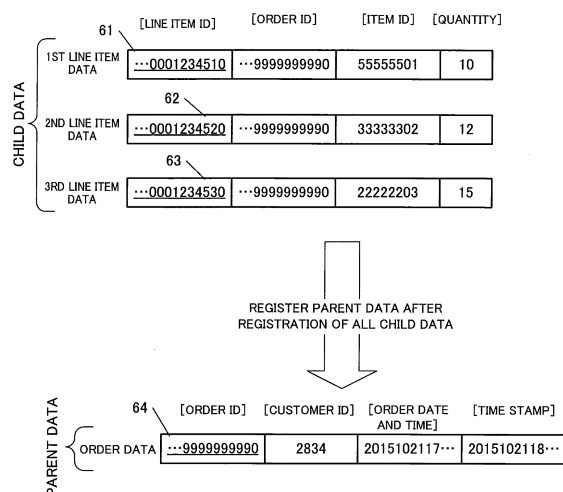 [LINE ITEM ID] [ORDER ID] [ITEM ID] [QUANTITY]
61
1ST LINE ITEM DATA ···0001234510 ···9999999990 55555501 10
62
2ND LINE ITEM DATA ···0001234520 ···9999999990 33333302 12
63
3RD LINE ITEM DATA ···0001234530 ···9999999990 22222203 15
CHILD DATA
REGISTER PARENT DATA AFTER
REGISTRATION OF ALL CHILD DATA
64 [ORDER ID] [CUSTOMER ID] [ORDER DATE AND TIME] [TIME STAMP]
ORDER DATA ···9999999990 2834 2015102117··· 2015102118···
PARENT DATA